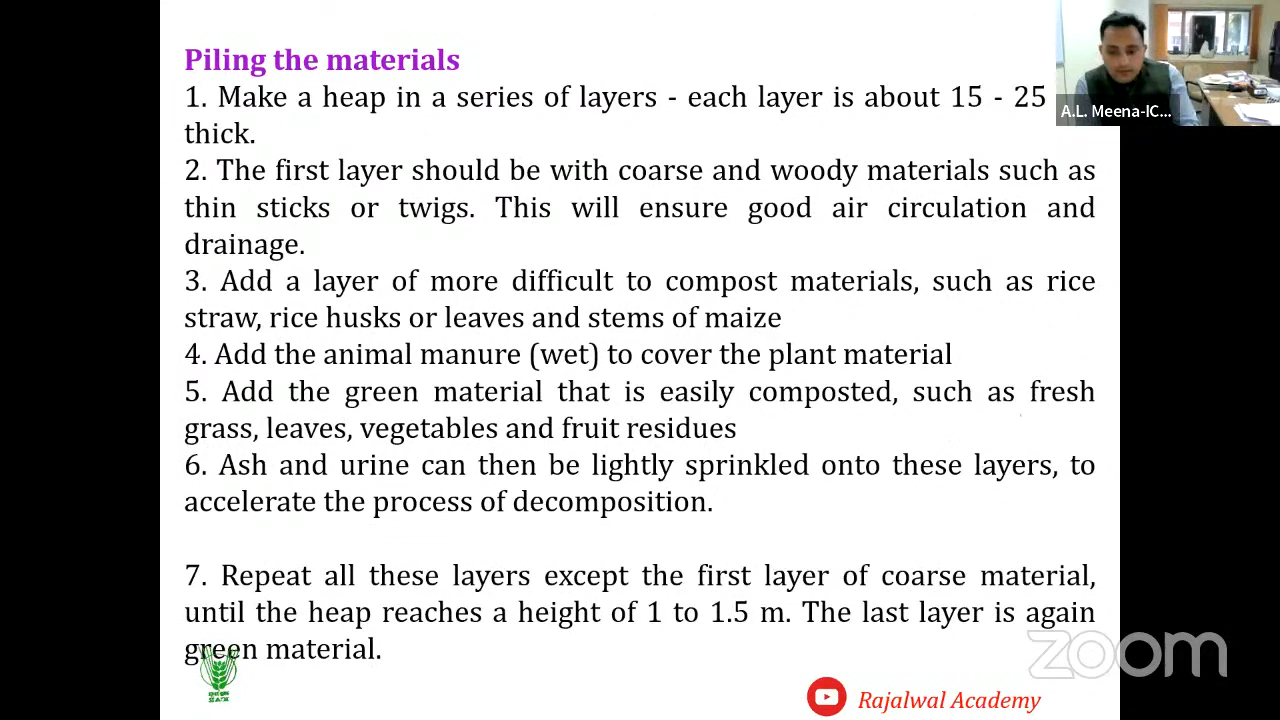 Piling the materials
1. Make a heap in a series of layers - each layer is about 15 - 25
thick.
2. The first layer should be with coarse and woody materials such as
thin sticks or twigs. This will ensure good air circulation and
drainage.
3. Add a layer of more difficult to compost materials, such as rice
straw, rice husks or leaves and stems of maize
4. Add the animal manure (wet) to cover the plant material
5. Add the green material that is easily composted, such as fresh
grass, leaves, vegetables and fruit residues
6. Ash and urine can then be lightly sprinkled onto these layers, to
accelerate the process of decomposition.
7. Repeat all these layers except the first layer of coarse material,
until the heap reaches a height of 1 to 1.5 m. The last layer is again
green material.
A.L. Meena-IC...
zoom
Rajalwal Academy